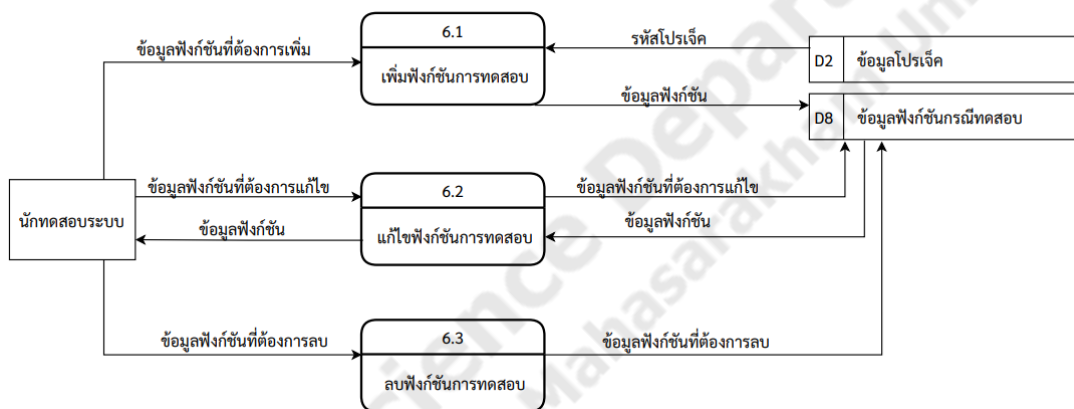 6.1
ข้อมูลฟังก์ชันที่ต้องการเพิ่ม
รหัสโปรเจ็ค
เพิ่มฟังก์ชันการทดสอบ
D2 ข้อมูลโปรเจ็ค
ข้อมูลฟังก์ชัน
D8 ข้อมูลฟังก์ชันกรณีทดสอบ
ข้อมูลฟังก์ชันที่ต้องการแก้ไข
6.2
ข้อมูลฟังก์ชันที่ต้องการแก้ไข
นักทดสอบระบบ
ข้อมูลฟังก์ชัน
แก้ไขฟังก์ชันการทดสอบ
ข้อมูลฟังก์ชัน
ข้อมูลฟังก์ชันที่ต้องการลบ
6.3
ข้อมูลฟังก์ชันที่ต้องการลบ
ลบฟังก์ชันการทดสอบ
ience Depar
Mahasarakham Uni